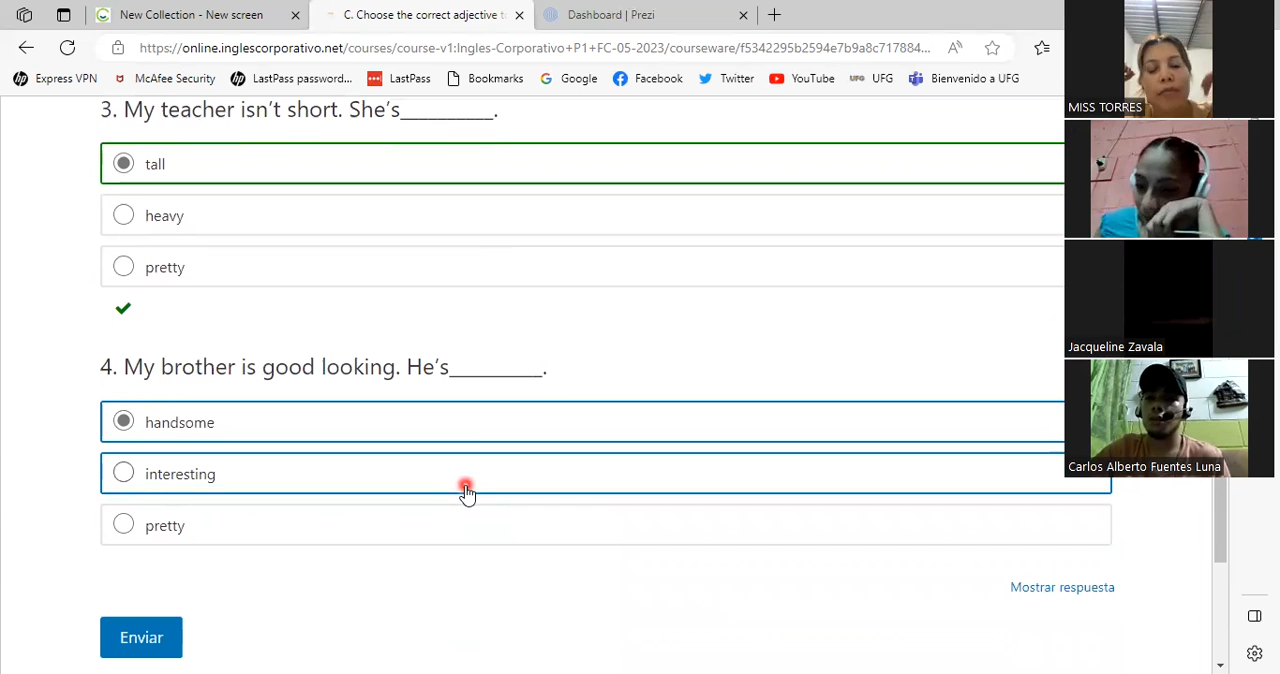 New Collection - New screen
C. Choose the correct adjective to
Dashboard | Prezi
https://online.inglescorporativo.net/courses/course-v1:Ingles-Corporativo+P1+FC-05-2023/courseware/f5342295b2594e7b9a8c717884...
Express VPN
McAfee Security
LastPass password...
LastPass
Bookmarks
Google
Facebook
Twitter
YouTube
UFG
Bienvenido a UFG
3. My teacher isn’t short. She’s__________.
tall
heavy
pretty
4. My brother is good looking. He’s__________.
handsome
interesting
pretty
Mostrar respuesta
Enviar
MISS TORRES
Jacqueline Zavala
Carlos Alberto Fuentes Luna